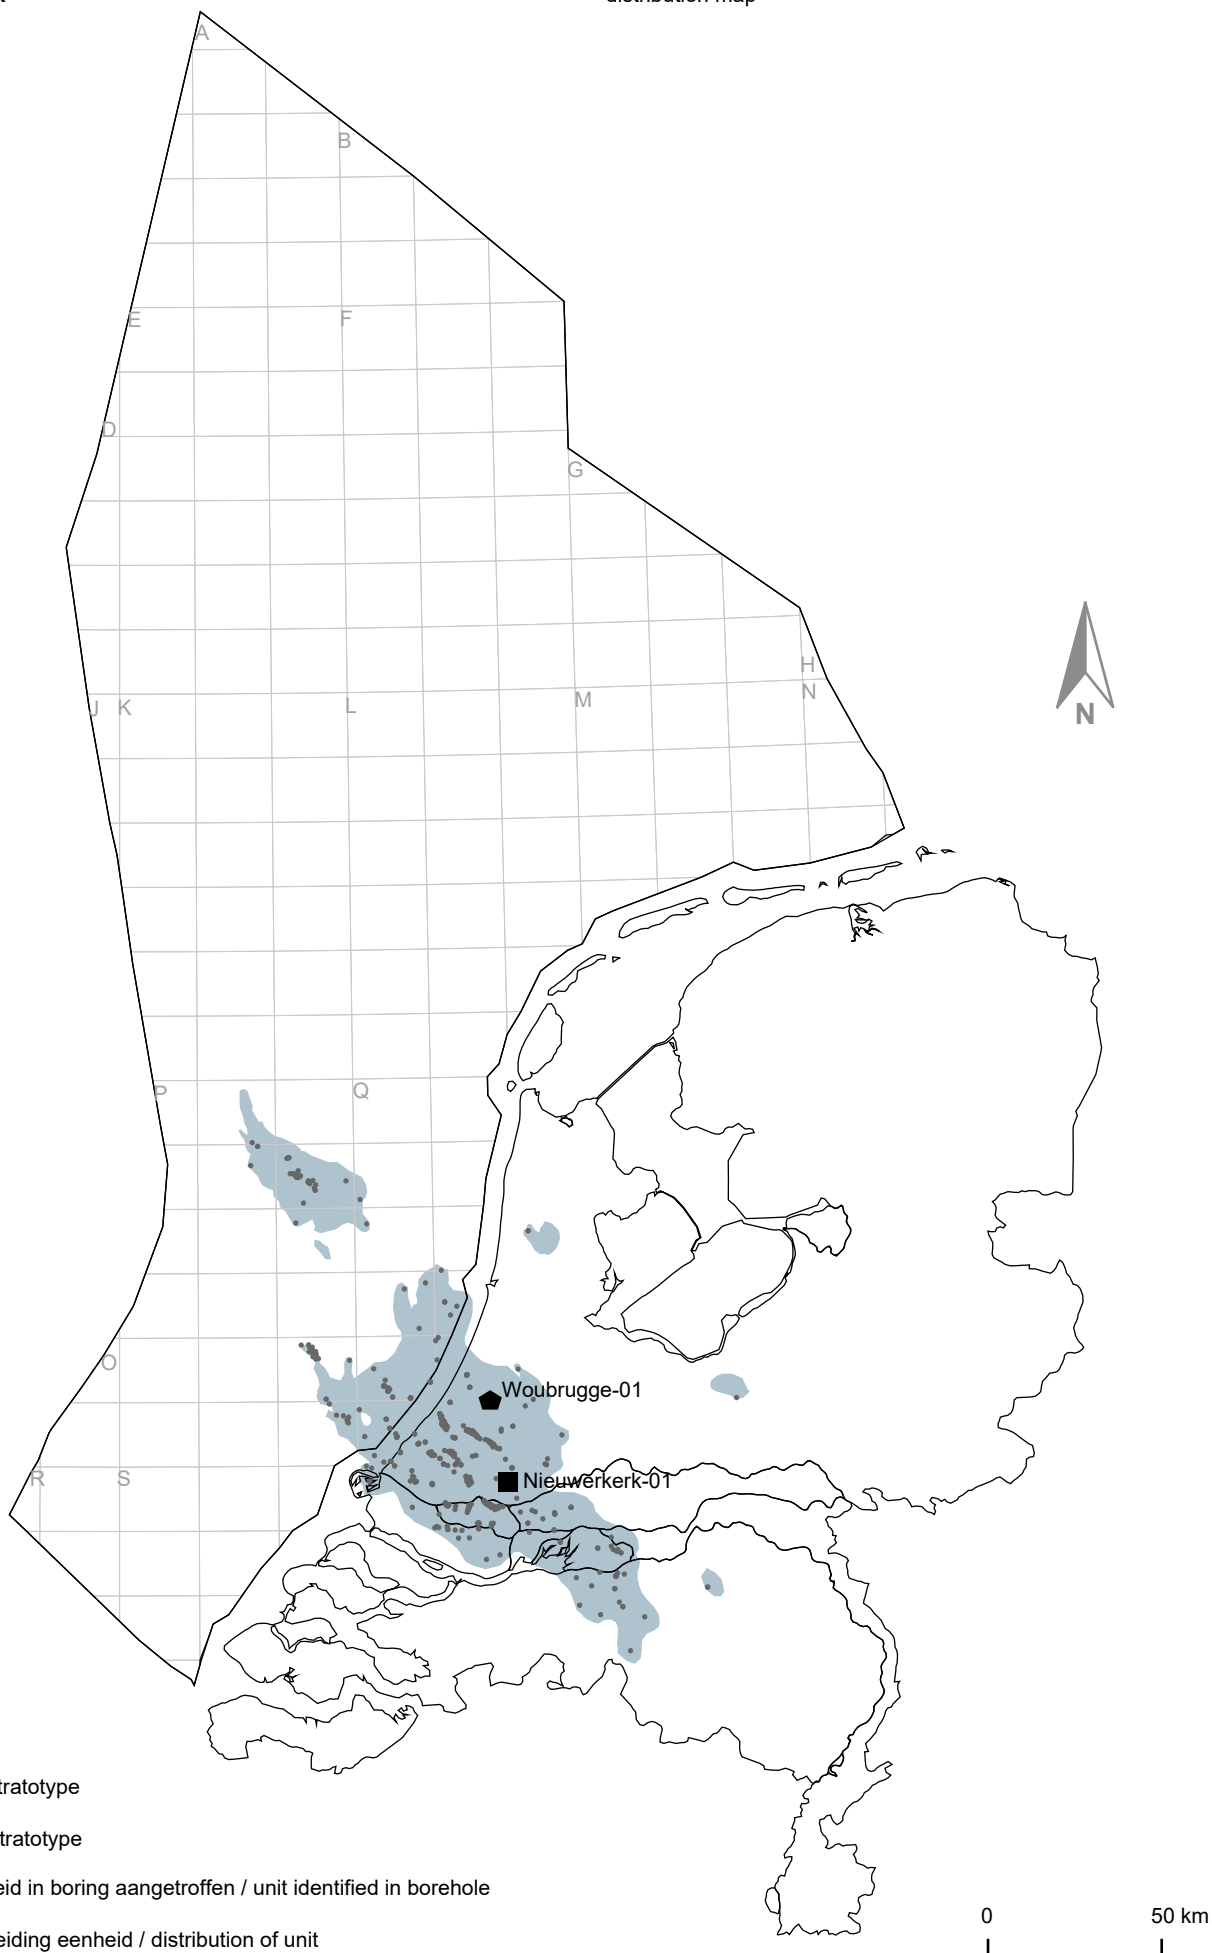 distribution map
A
B
E
F
D
G
H
J K
L
M
N
P
Q
Woubrugge-01
O
R
S
Nieuwerkerk-01
N
tratotype
tratotype
eid in boring aangetroffen / unit identified in borehole
eiding eenheid / distribution of unit
0 50 km